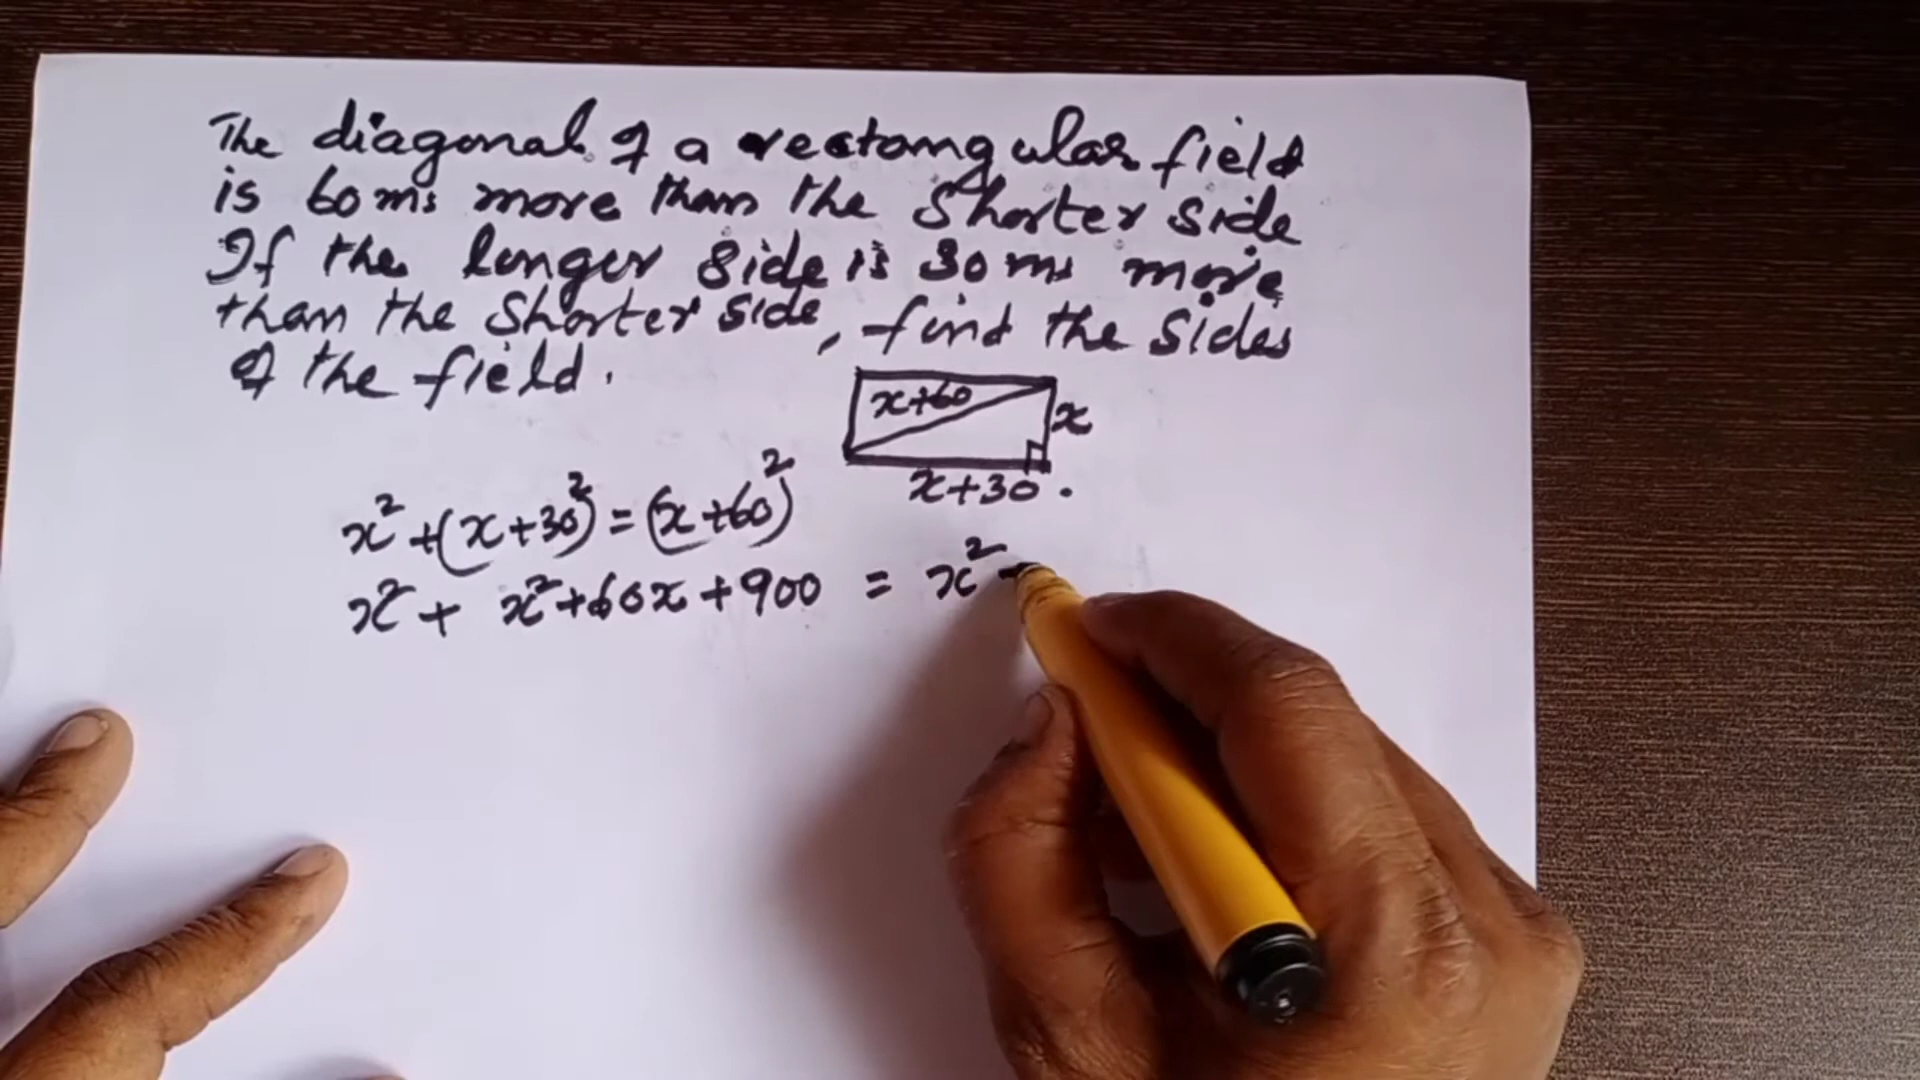 The diagonal of a rectangular field
is 60 ms more than the shorter side
If the longer side is 30 ms more
than the shorter side, find the sides
of the field.
x+60
x
x+30.
x² + (x+30)² = (x+60)²
x² + x² + 60x + 900 = x²